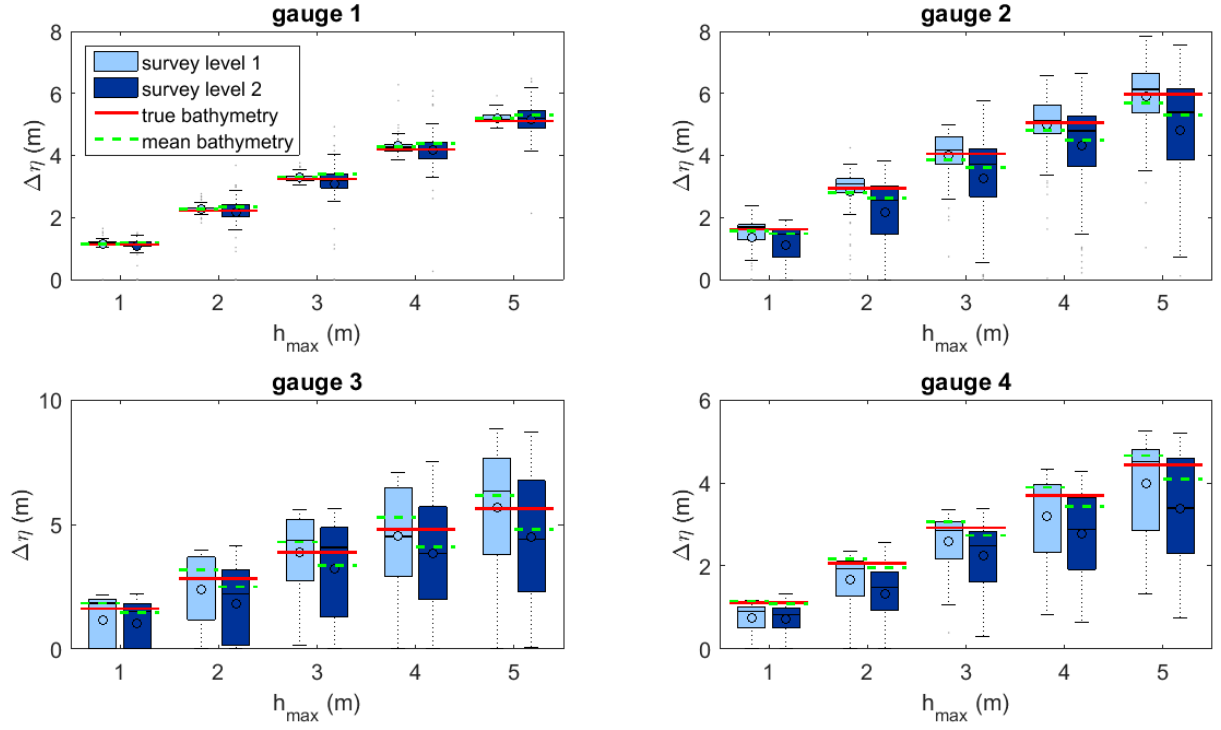 gauge 1
8
6
4
2
0
Δη (m)
survey level 1
survey level 2
true bathymetry
mean bathymetry
1 2 3 4 5
h_max (m)
gauge 2
8
6
4
2
0
Δη (m)
1 2 3 4 5
h_max (m)
gauge 3
10
5
0
Δη (m)
1 2 3 4 5
h_max (m)
gauge 4
6
4
2
0
Δη (m)
1 2 3 4 5
h_max (m)